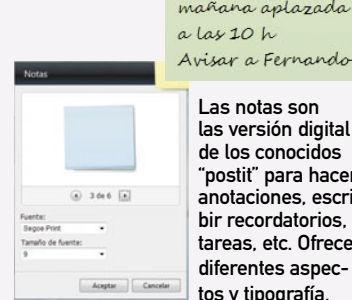 mañana aplazada
a las 10 h
Avisar a Fernando
Notas
3 de 6
Fuente:
Segoe Print
Tamaño de fuente:
9
Aceptar
Cancelar
Las notas son
las versión digital
de los conocidos
“postit” para hacer
anotaciones, escri-
bir recordatorios,
tareas, etc. Ofrece
diferentes aspec-
tos y tipografía.